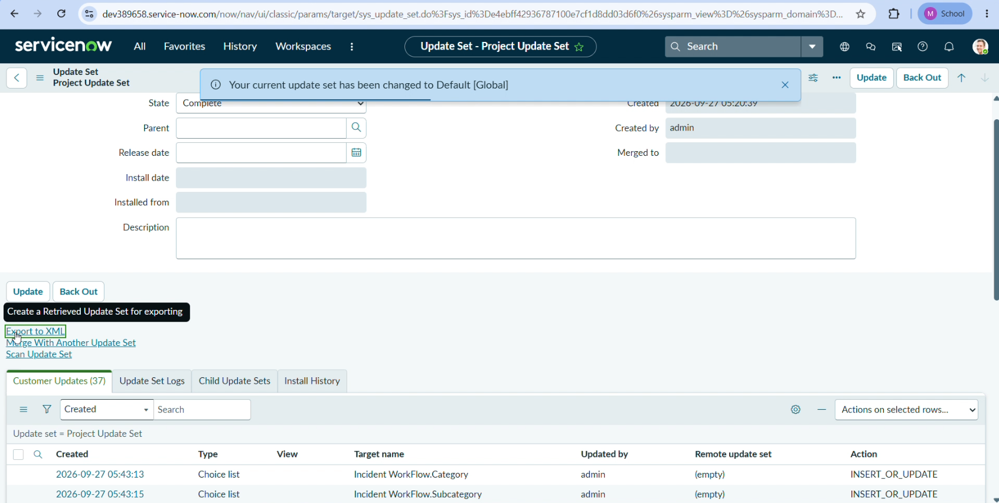 dev389658.service-now.com/now/nav/ui/classic/params/target/sys_update_set.do%3Fsys_id%3De4ebff42936787100e7cf1d8dd03d6f0%26sysparm_view%3D%26sysparm_domain%3D...
M School
servicenow All Favorites History Workspaces
Update Set - Project Update Set
Search
Update Set
Project Update Set
Your current update set has been changed to Default [Global]
Update Back Out
State Complete
Created 2026-09-27 05:20:39
Parent
Created by admin
Release date
Merged to
Install date
Installed from
Description
Update Back Out
Create a Retrieved Update Set for exporting
Export to XML
Merge With Another Update Set
Scan Update Set
Customer Updates (37) Update Set Logs Child Update Sets Install History
Created Search Actions on selected rows...
Update set = Project Update Set
Created Type View Target name Updated by Remote update set Action
2026-09-27 05:43:13 Choice list Incident WorkFlow.Category admin (empty) INSERT_OR_UPDATE
2026-09-27 05:43:15 Choice list Incident WorkFlow.Subcategory admin (empty) INSERT_OR_UPDATE